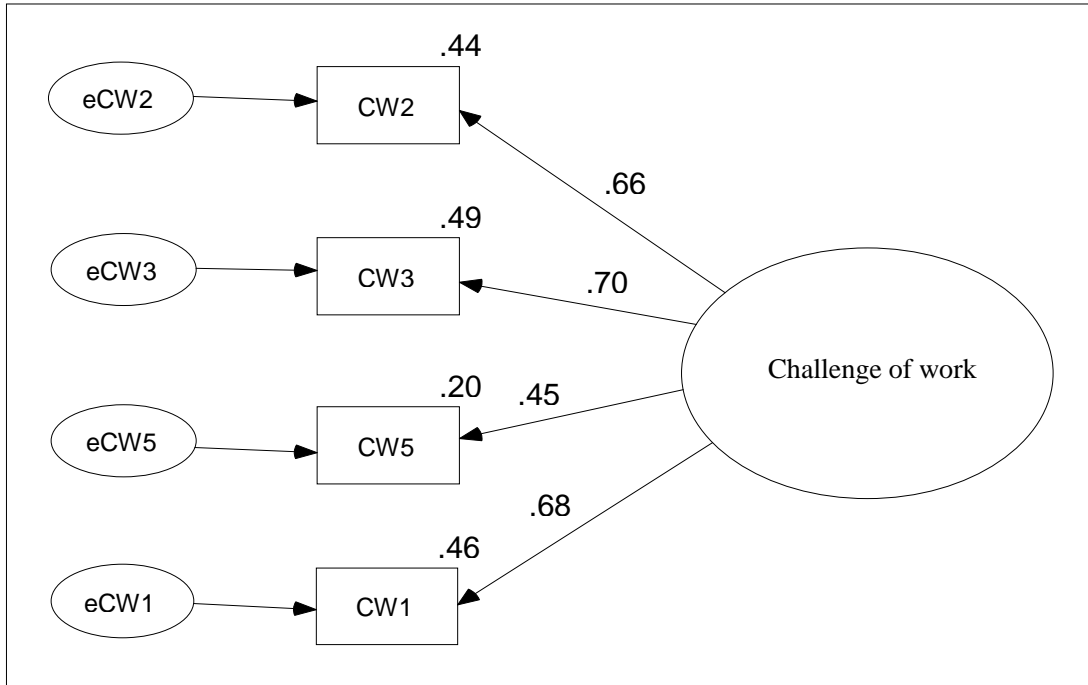 .44
eCW2
CW2
.66
.49
eCW3
CW3
.70
Challenge of work
.20
.45
eCW5
CW5
.68
.46
eCW1
CW1